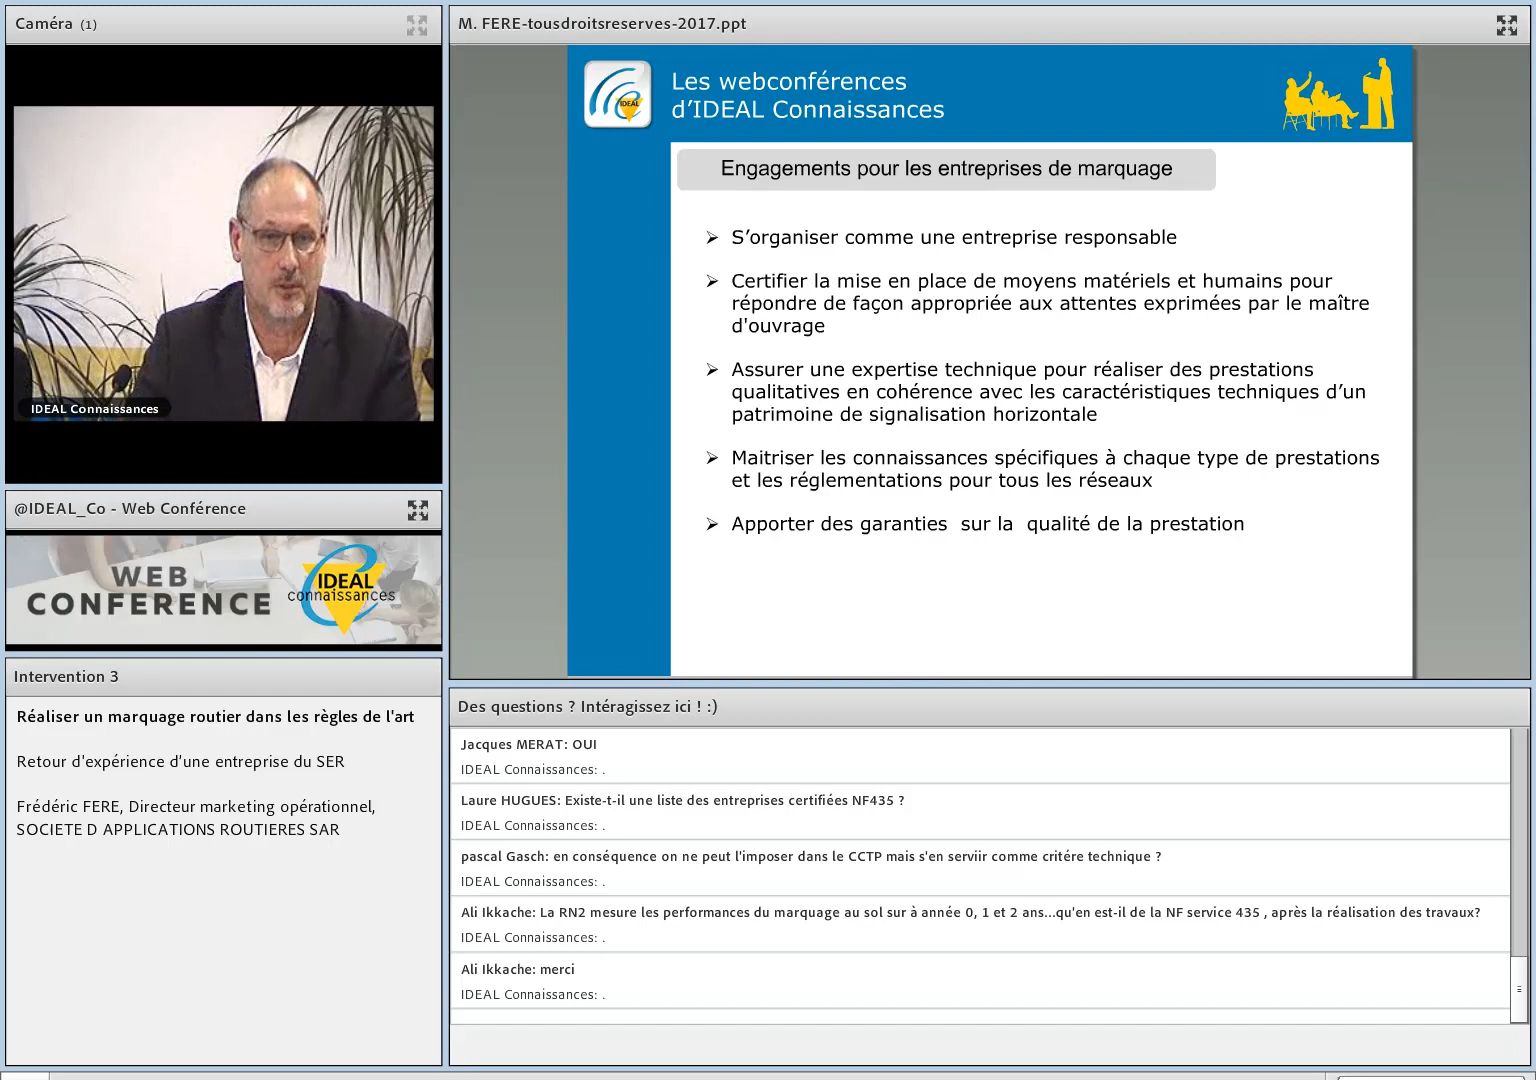 Caméra (1)
IDEAL Connaissances
@IDEAL_Co - Web Conférence
WEB
CONFERENCE
IDEAL
connaissances
Intervention 3
Réaliser un marquage routier dans les règles de l'art
Retour d'expérience d'une entreprise du SER
Frédéric FERE, Directeur marketing opérationnel,
SOCIETE D APPLICATIONS ROUTIERES SAR
M. FERE-tousdroitsreserves-2017.ppt
IDEAL
Les webconférences
d’IDEAL Connaissances
Engagements pour les entreprises de marquage
➢ S’organiser comme une entreprise responsable
➢ Certifier la mise en place de moyens matériels et humains pour
répondre de façon appropriée aux attentes exprimées par le maître
d'ouvrage
➢ Assurer une expertise technique pour réaliser des prestations
qualitatives en cohérence avec les caractéristiques techniques d’un
patrimoine de signalisation horizontale
➢ Maitriser les connaissances spécifiques à chaque type de prestations
et les réglementations pour tous les réseaux
➢ Apporter des garanties  sur la  qualité de la prestation
Des questions ? Intéragissez ici ! :)
Jacques MERAT: OUI
IDEAL Connaissances: .
Laure HUGUES: Existe-t-il une liste des entreprises certifiées NF435 ?
IDEAL Connaissances: .
pascal Gasch: en conséquence on ne peut l'imposer dans le CCTP mais s'en serviir comme critére technique ?
IDEAL Connaissances: .
Ali Ikkache: La RN2 mesure les performances du marquage au sol sur à année 0, 1 et 2 ans...qu'en est-il de la NF service 435 , après la réalisation des travaux?
IDEAL Connaissances: .
Ali Ikkache: merci
IDEAL Connaissances: .